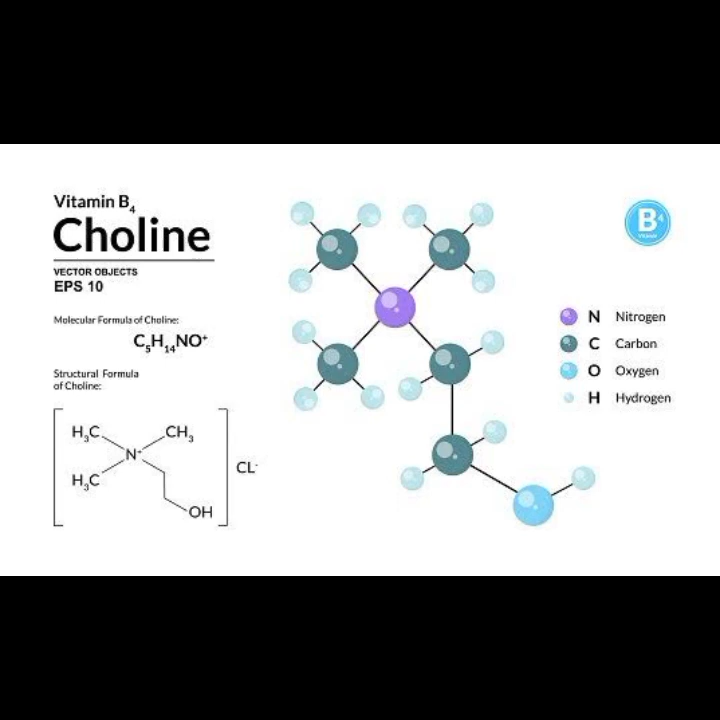 Vitamin B4
Choline
VECTOR OBJECTS
EPS 10
Molecular Formula of Choline:
C5H14NO+
Structural Formula
of Choline:
H3C
CH3
N+
H3C
OH
CL-
B4
N Nitrogen
C Carbon
O Oxygen
H Hydrogen